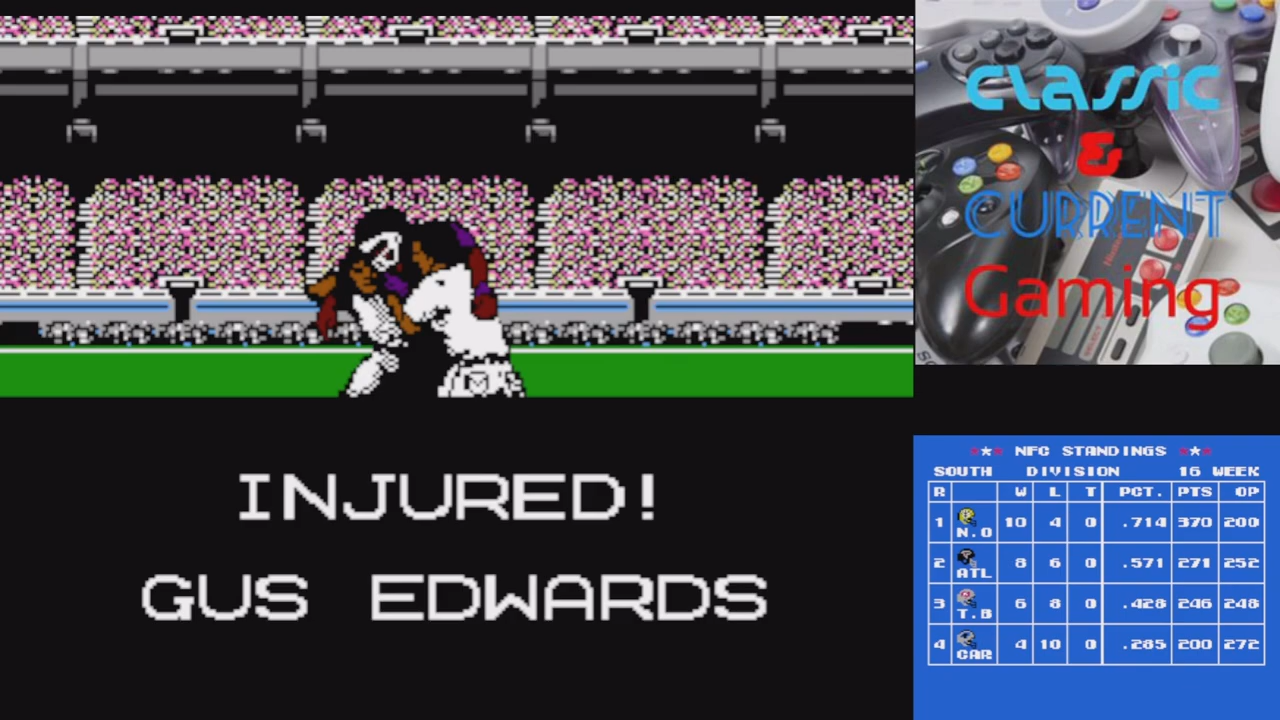 INJURED!
GUS EDWARDS
CLASSIC
&
CURRENT
Gaming
NFC STANDINGS
SOUTH DIVISION 16 WEEK
R W L T PCT. PTS OP
1 N.O 10 4 0 .714 370 200
2 ATL 8 6 0 .571 271 252
3 T.B 6 8 0 .428 246 248
4 CAR 4 10 0 .285 200 272